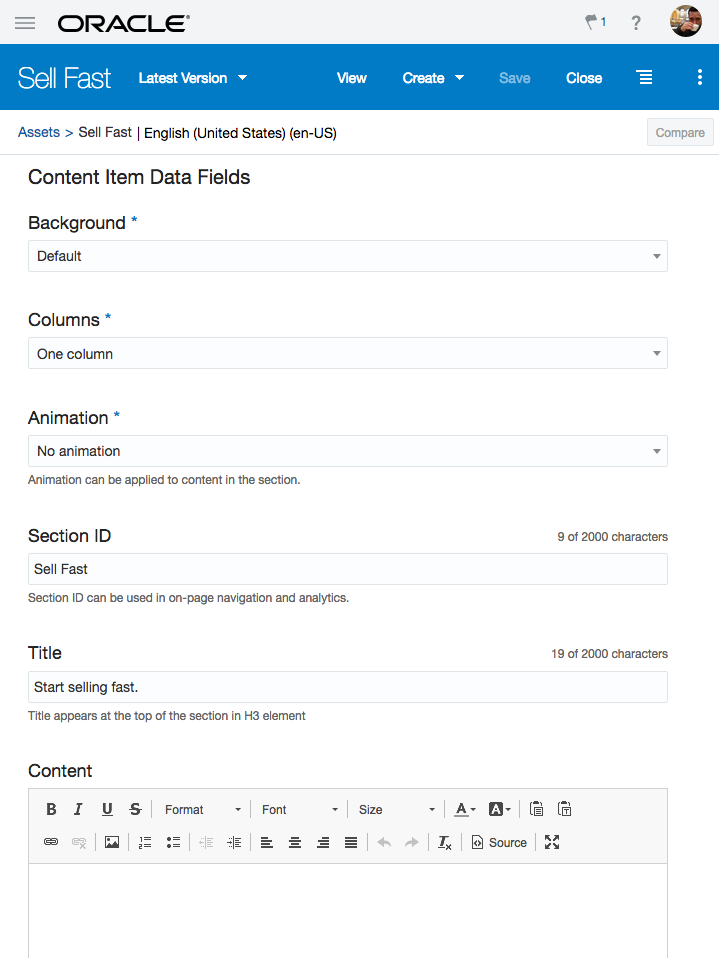 ORACLE®
1 ?
Sell Fast Latest Version View Create Save Close
Assets > Sell Fast | English (United States) (en-US) Compare
Content Item Data Fields
Background *
Default
Columns *
One column
Animation *
No animation
Animation can be applied to content in the section.
Section ID 9 of 2000 characters
Sell Fast
Section ID can be used in on-page navigation and analytics.
Title 19 of 2000 characters
Start selling fast.
Title appears at the top of the section in H3 element
Content
B I U S Format Font Size A A
Source